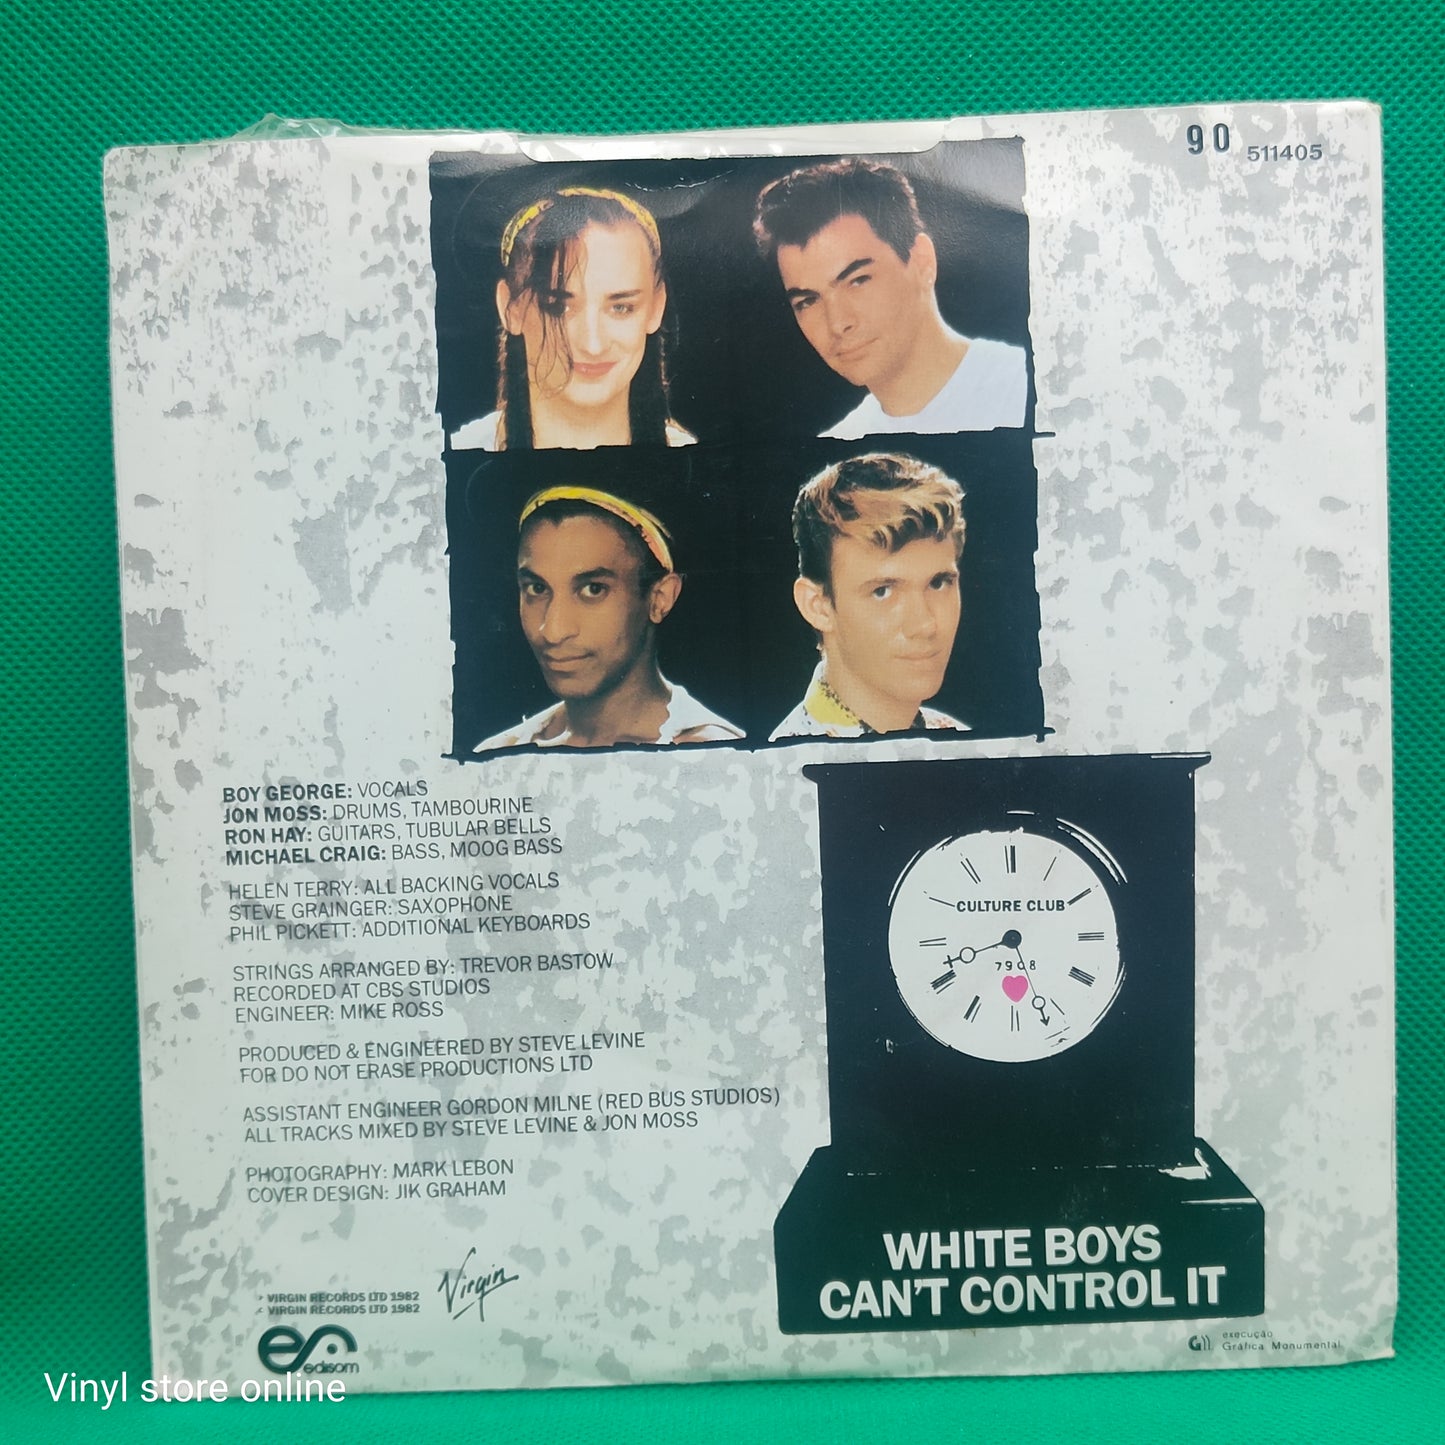 90 511405
BOY GEORGE: VOCALS
JON MOSS: DRUMS, TAMBOURINE
RON HAY: GUITARS, TUBULAR BELLS
MICHAEL CRAIG: BASS, MOOG BASS
HELEN TERRY: ALL BACKING VOCALS
STEVE GRAINGER: SAXOPHONE
PHIL PICKETT: ADDITIONAL KEYBOARDS
STRINGS ARRANGED BY: TREVOR BASTOW
RECORDED AT CBS STUDIOS
ENGINEER: MIKE ROSS
PRODUCED & ENGINEERED BY STEVE LEVINE
FOR DO NOT ERASE PRODUCTIONS LTD
ASSISTANT ENGINEER GORDON MILNE (RED BUS STUDIOS)
ALL TRACKS MIXED BY STEVE LEVINE & JON MOSS
PHOTOGRAPHY: MARK LEBON
COVER DESIGN: JIK GRAHAM
CULTURE CLUB
7908
WHITE BOYS
CAN'T CONTROL IT
VIRGIN RECORDS LTD 1982
VIRGIN RECORDS LTD 1982
Virgin
edisom
execução
Gráfica Monumental
Vinyl store online